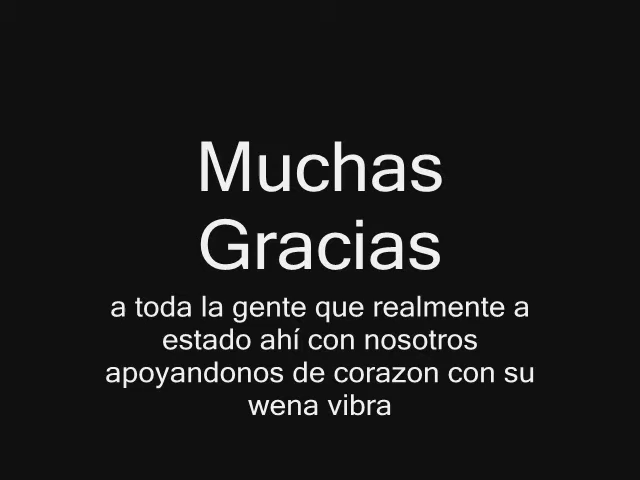 Muchas
Gracias
a toda la gente que realmente a
estado ahí con nosotros
apoyandonos de corazon con su
wena vibra